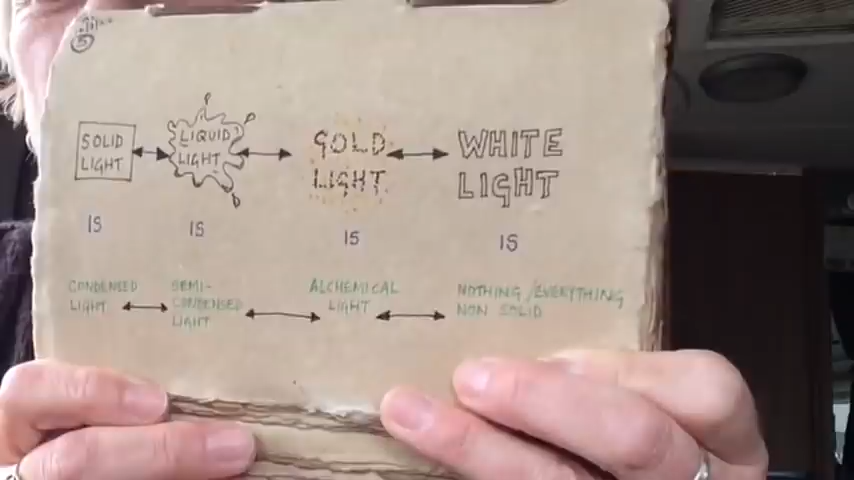 5
SOLID
LIGHT
LIQUID
LIGHT
GOLD
LIGHT
WHITE
LIGHT
IS
IS
IS
IS
CONDENSED
LIGHT
SEMI-
CONDENSED
LIGHT
ALCHEMICAL
LIGHT
NOTHING/EVERYTHING
NON SOLID